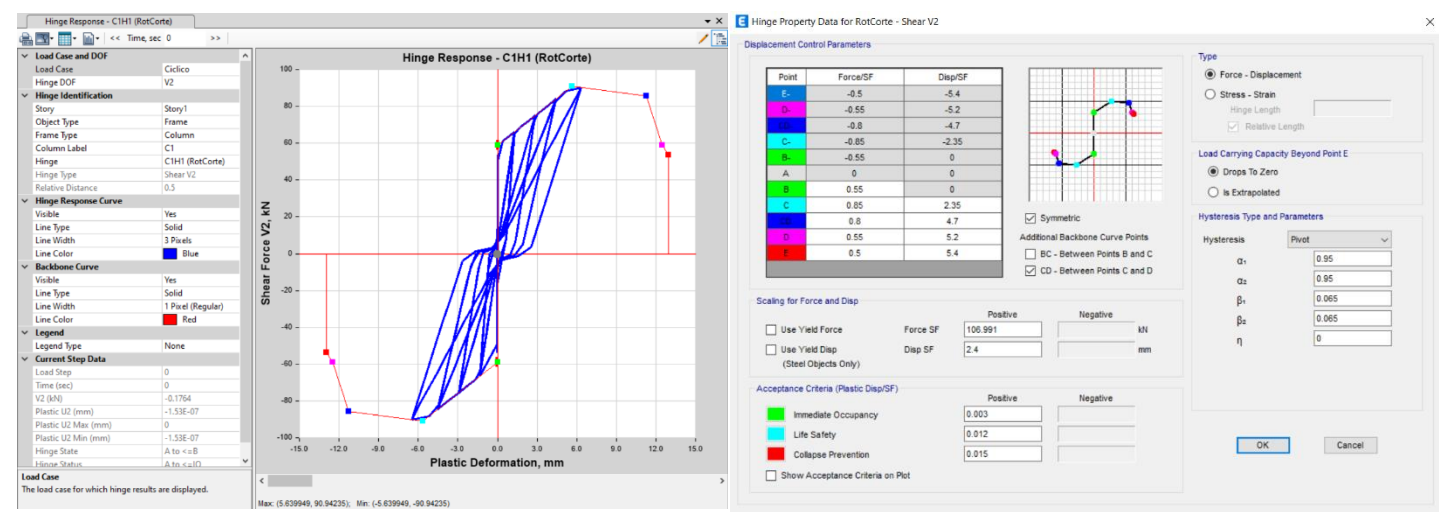 Hinge Response - C1H1 (RotCorte)
<< Time, sec 0 >>
Load Case and DOF
Load Case Ciclico
Hinge DOF V2
Hinge Identification
Story Story1
Object Type Frame
Frame Type Column
Column Label C1
Hinge C1H1 (RotCorte)
Hinge Type Shear V2
Relative Distance 0.5
Hinge Response Curve
Visible Yes
Line Type Solid
Line Width 3 Pixels
Line Color Blue
Backbone Curve
Visible Yes
Line Type Solid
Line Width 1 Pixel (Regular)
Line Color Red
Legend
Legend Type None
Current Step Data
Load Step 0
Time (sec) 0
V2 (kN) -0.1764
Plastic U2 (mm) -1.53E-07
Plastic U2 Max (mm) 0
Plastic U2 Min (mm) -1.53E-07
Hinge State A to <=B
Hinge Status A to <=IO
Load Case
The load case for which hinge results are displayed.
Hinge Response - C1H1 (RotCorte)
Shear Force V2, kN
100
80
60
40
20
0
-20
-40
-60
-80
-100
-15.0 -12.0 -9.0 -6.0 -3.0 0.0 3.0 6.0 9.0 12.0 15.0
Plastic Deformation, mm
Max: (5.639949, 90.94235); Min: (-5.639949, -90.94235)
E Hinge Property Data for RotCorte - Shear V2
Displacement Control Parameters
Point Force/SF Disp/SF
E- -0.5 -5.4
D- -0.55 -5.2
-0.8 -4.7
C- -0.85 -2.35
B- -0.55 0
A 0 0
B 0.55 0
C 0.85 2.35
0.8 4.7
D 0.55 5.2
E 0.5 5.4
Symmetric
Additional Backbone Curve Points
BC - Between Points B and C
CD - Between Points C and D
Scaling for Force and Disp
Positive Negative
Use Yield Force Force SF 106.991 kN
Use Yield Disp Disp SF 2.4 mm
(Steel Objects Only)
Acceptance Criteria (Plastic Disp/SF)
Positive Negative
Immediate Occupancy 0.003
Life Safety 0.012
Collapse Prevention 0.015
Show Acceptance Criteria on Plot
Type
Force - Displacement
Stress - Strain
Hinge Length
Relative Length
Load Carrying Capacity Beyond Point E
Drops To Zero
Is Extrapolated
Hysteresis Type and Parameters
Hysteresis Pivot
α₁ 0.95
α₂ 0.95
β₁ 0.065
β₂ 0.065
η 0
OK Cancel